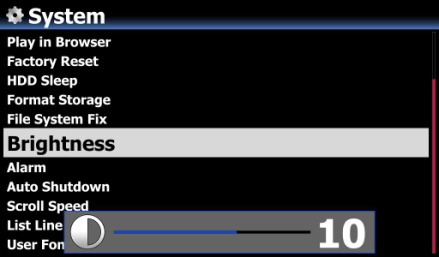 System
Play in Browser
Factory Reset
HDD Sleep
Format Storage
File System Fix
Brightness
Alarm
Auto Shutdown
Scroll Speed
List Line
User Fon
10